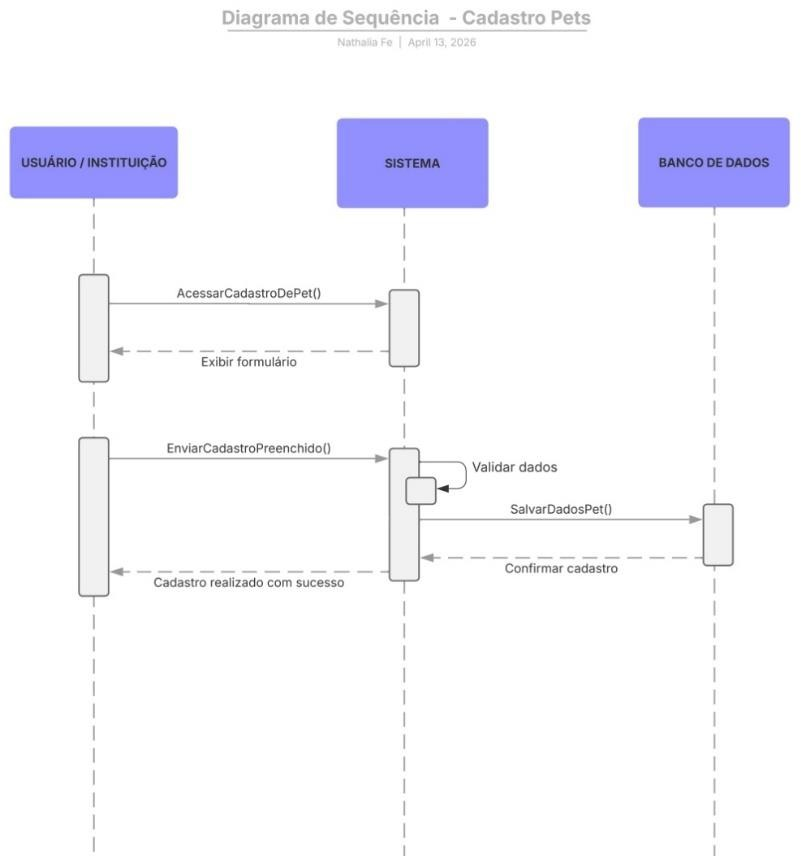 Diagrama de Sequência - Cadastro Pets
Nathalia Fe | April 13, 2026
USUÁRIO / INSTITUIÇÃO
SISTEMA
BANCO DE DADOS
AcessarCadastroDePet()
Exibir formulário
EnviarCadastroPreenchido()
Validar dados
SalvarDadosPet()
Confirmar cadastro
Cadastro realizado com sucesso